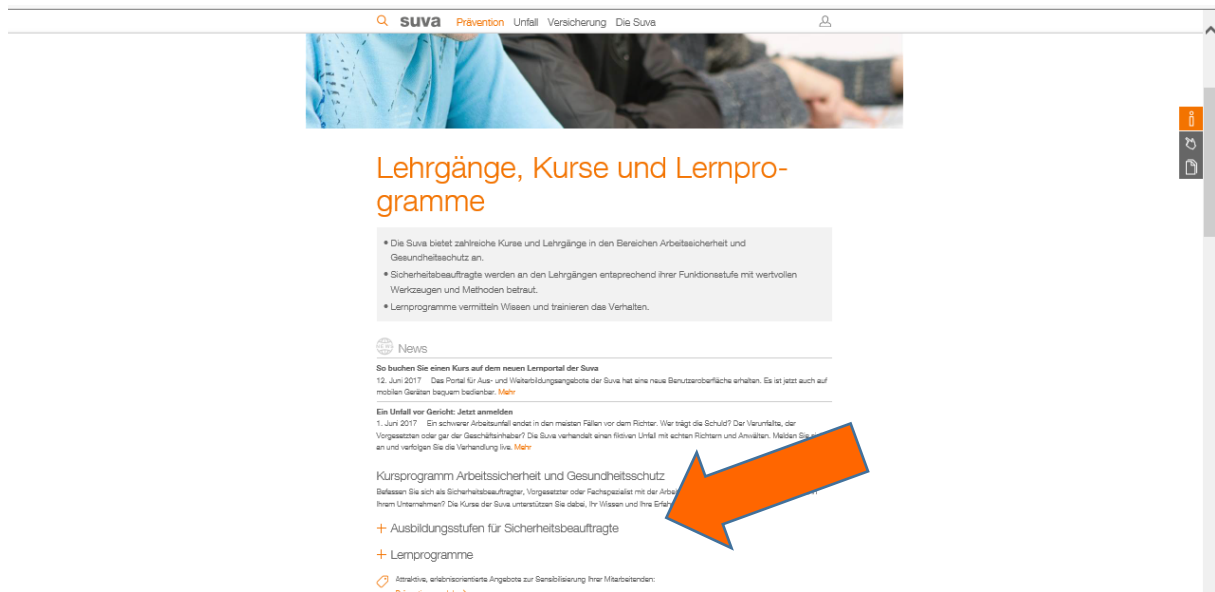 suva Prävention Unfall Versicherung Die Suva
Lehrgänge, Kurse und Lernpro-
gramme
• Die Suva bietet zahlreiche Kurse und Lehrgänge in den Bereichen Arbeitssicherheit und
Gesundheitsschutz an.
• Sicherheitsbeauftragte werden an den Lehrgängen entsprechend ihrer Funktionsstufe mit wertvollen
Werkzeugen und Methoden betraut.
• Lernprogramme vermitteln Wissen und trainieren das Verhalten.
News
So buchen Sie einen Kurs auf dem neuen Lernportal der Suva
12. Juni 2017 Das Portal für Aus- und Weiterbildungsangebote der Suva hat eine neue Benutzeroberfläche erhalten. Es ist jetzt auch auf
mobilen Geräten bequem bedienbar. Mehr
Ein Unfall vor Gericht: Jetzt anmelden
1. Juni 2017 Ein schwerer Arbeitsunfall endet in den meisten Fällen vor dem Richter. Wer trägt die Schuld? Der Verunfallte, der
Vorgesetzten oder gar der Geschäftsinhaber? Die Suva verhandelt einen fiktiven Unfall mit echten Richtern und Anwälten. Melden Sie
an und verfolgen Sie die Verhandlung live. Mehr
Kursprogramm Arbeitssicherheit und Gesundheitsschutz
Befassen Sie sich als Sicherheitsbeauftragter, Vorgesetzter oder Fachspezialist mit der
Ihrem Unternehmen? Die Kurse der Suva unterstützen Sie dabei, Ihr Wissen und Ihre
+ Ausbildungsstufen für Sicherheitsbeauftragte
+ Lernprogramme
Attraktive, erlebnisorientierte Angebote zur Sensibilisierung Ihrer Mitarbeitenden: